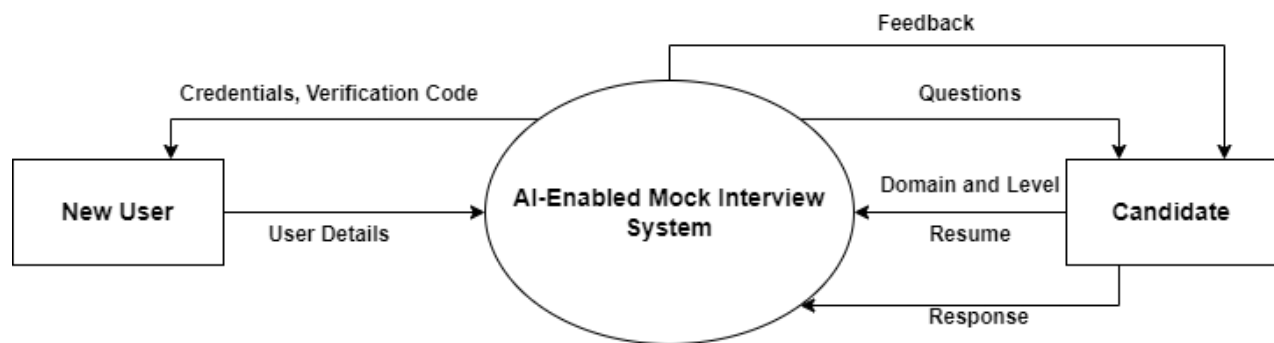 Feedback
Credentials, Verification Code
Questions
New User
User Details
AI-Enabled Mock Interview
System
Domain and Level
Resume
Candidate
Response